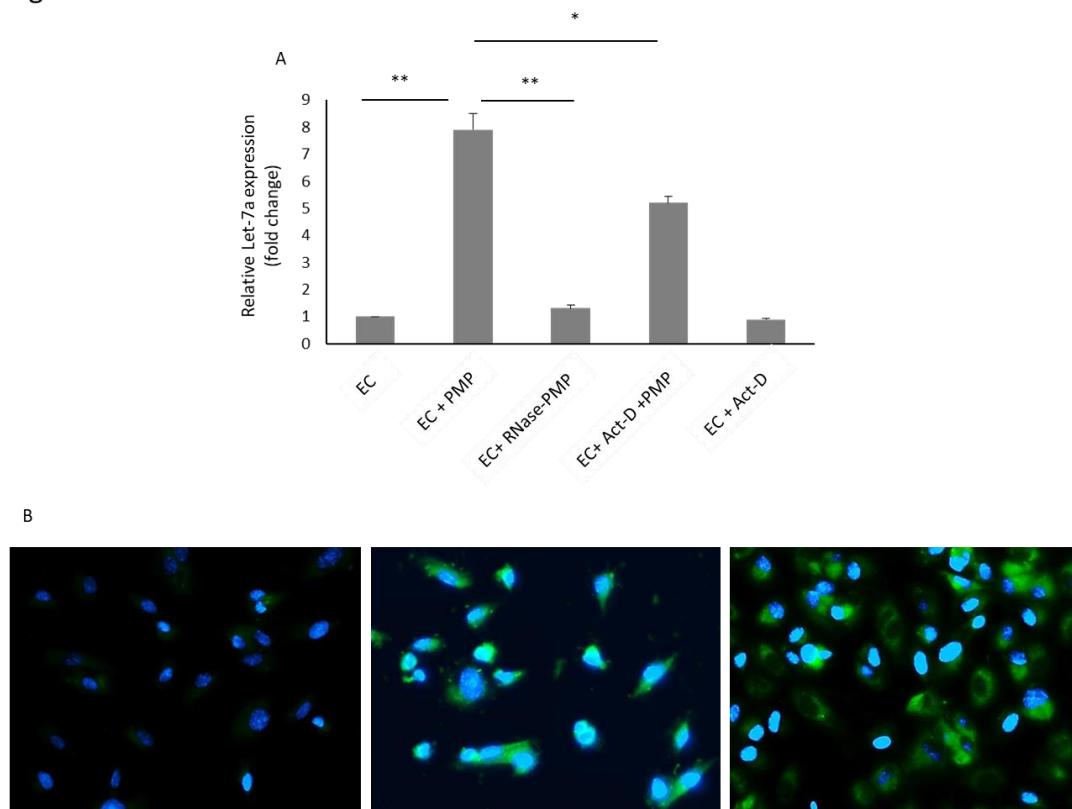 *
A
** **
9
8
7
6
5
4
3
2
1
0
Relative Let-7a expression
(fold change)
EC
EC + PMP
EC+ RNase-PMP
EC+ Act-D +PMP
EC + Act-D
B